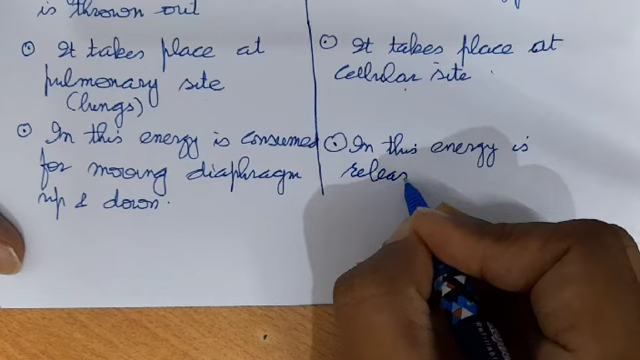 is thrown out
It takes place at
pulmonary site
(lungs)
In this energy is consumed
for moving diaphragm
up & down.
It takes place at
cellular site.
In this energy is
releas